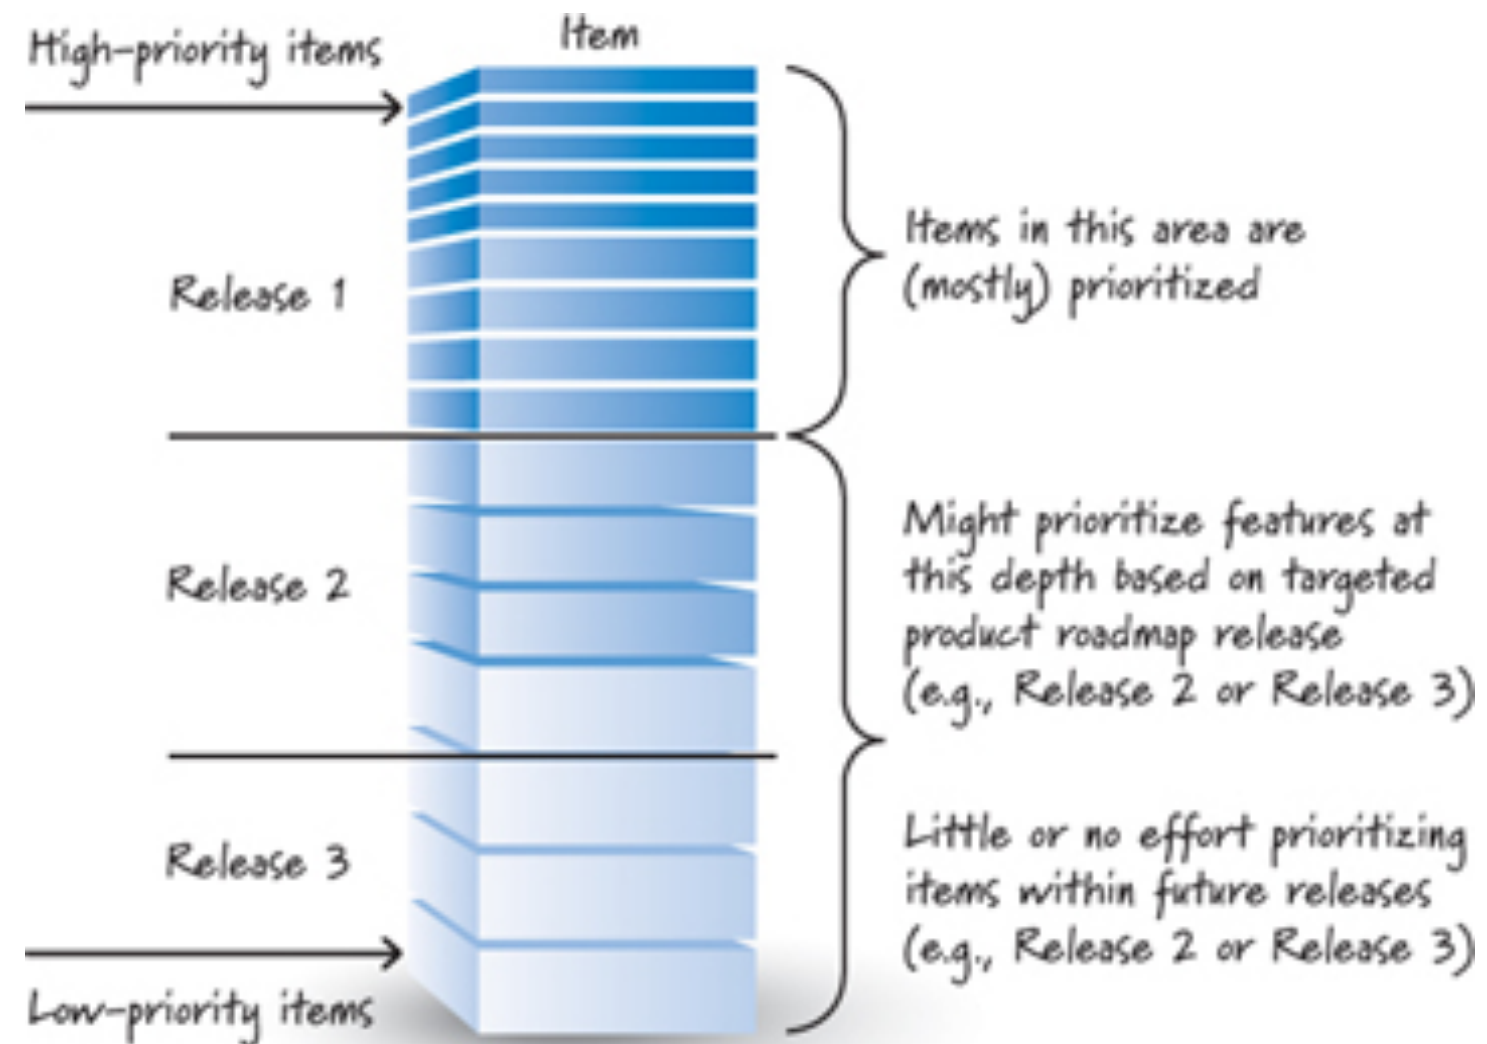 High-priority items
Item
Items in this area are
(mostly) prioritized
Release 1
Might prioritize features at
this depth based on targeted
product roadmap release
(e.g., Release 2 or Release 3)
Release 2
Little or no effort prioritizing
items within future releases
(e.g., Release 2 or Release 3)
Release 3
Low-priority items